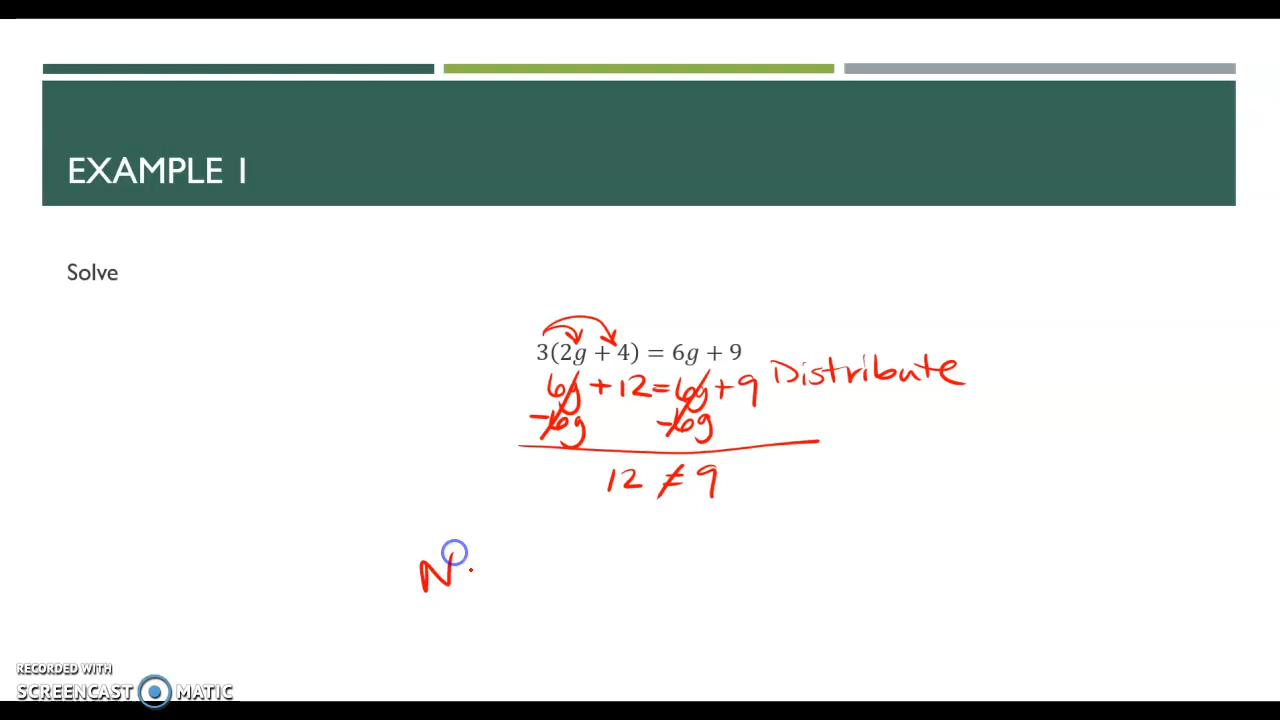 EXAMPLE 1
Solve
3(2g + 4) = 6g + 9
6g + 12 = 6g + 9 Distribute
-6g -6g
12 ≠ 9
N
RECORDED WITH
SCREENCAST MATIC